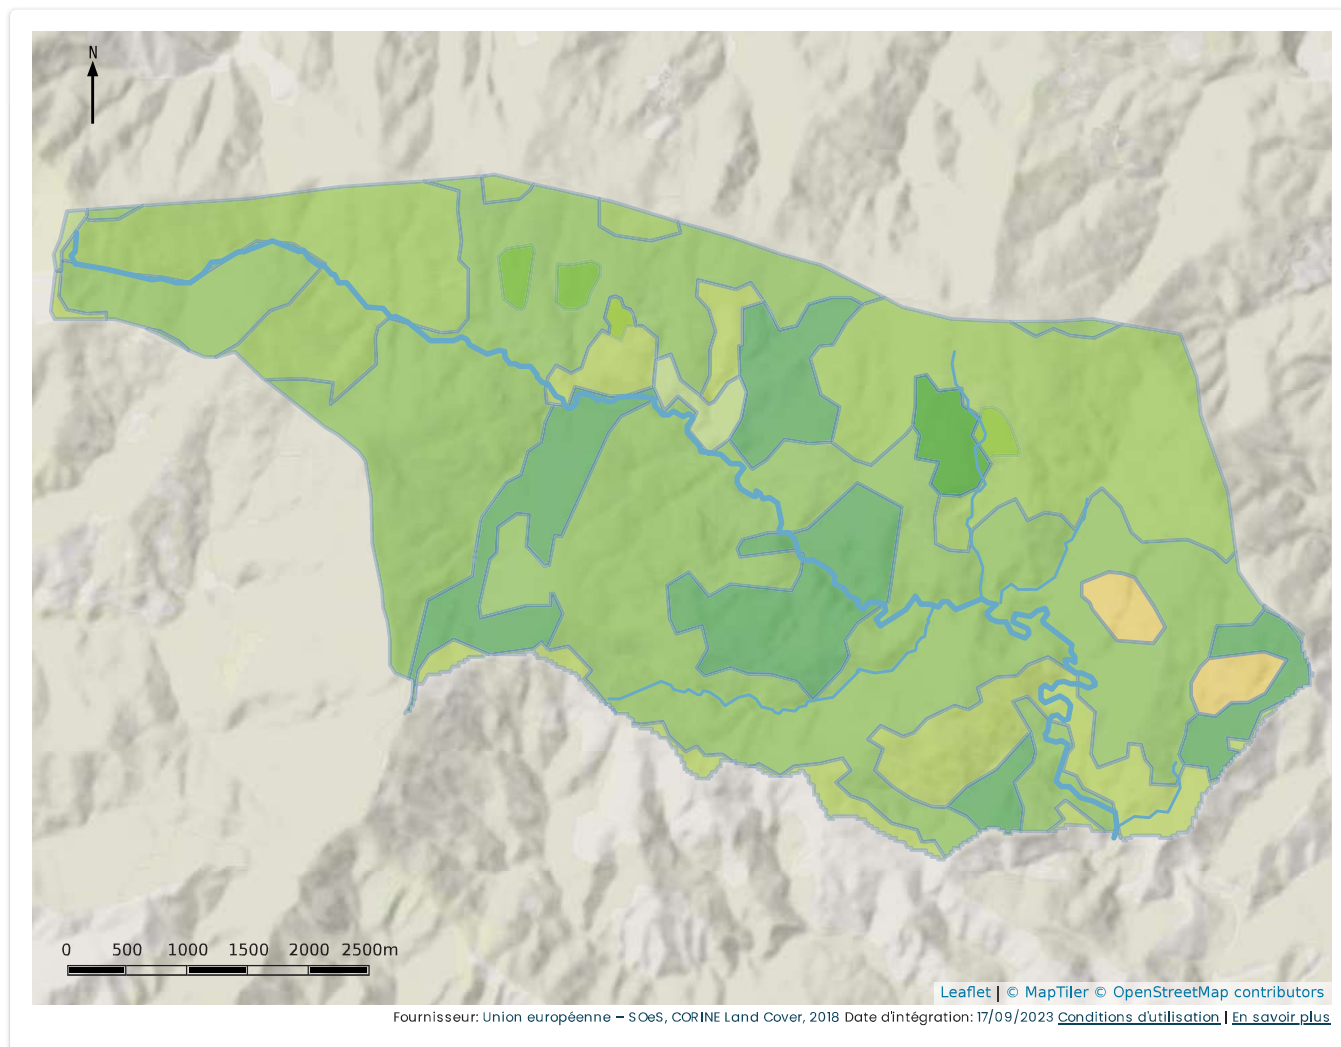 N
0 500 1000 1500 2000 2500m
Leaflet | © MapTiler © OpenStreetMap contributors
Fournisseur: Union européenne – SOeS, CORINE Land Cover, 2018 Date d'intégration: 17/09/2023 Conditions d'utilisation | En savoir plus